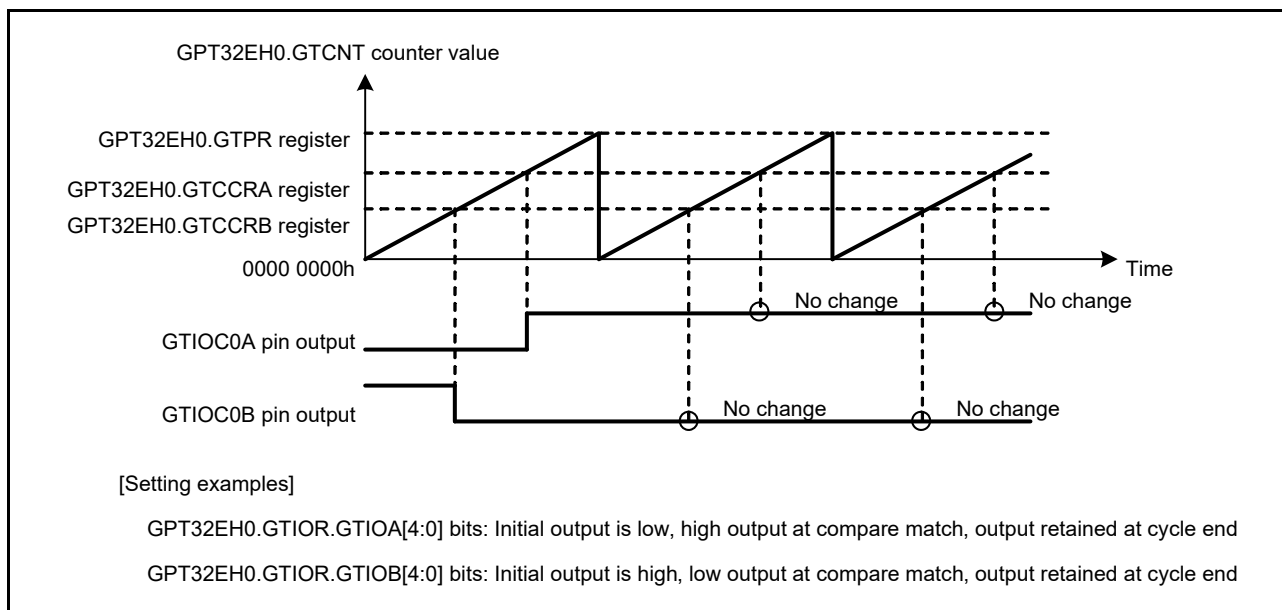 GPT32EH0.GTCNT counter value
GPT32EH0.GTPR register
GPT32EH0.GTCCRA register
GPT32EH0.GTCCRB register
0000 0000h
Time
No change
No change
GTIOC0A pin output
No change
No change
GTIOC0B pin output
[Setting examples]
GPT32EH0.GTIOR.GTIOA[4:0] bits: Initial output is low, high output at compare match, output retained at cycle end
GPT32EH0.GTIOR.GTIOB[4:0] bits: Initial output is high, low output at compare match, output retained at cycle end